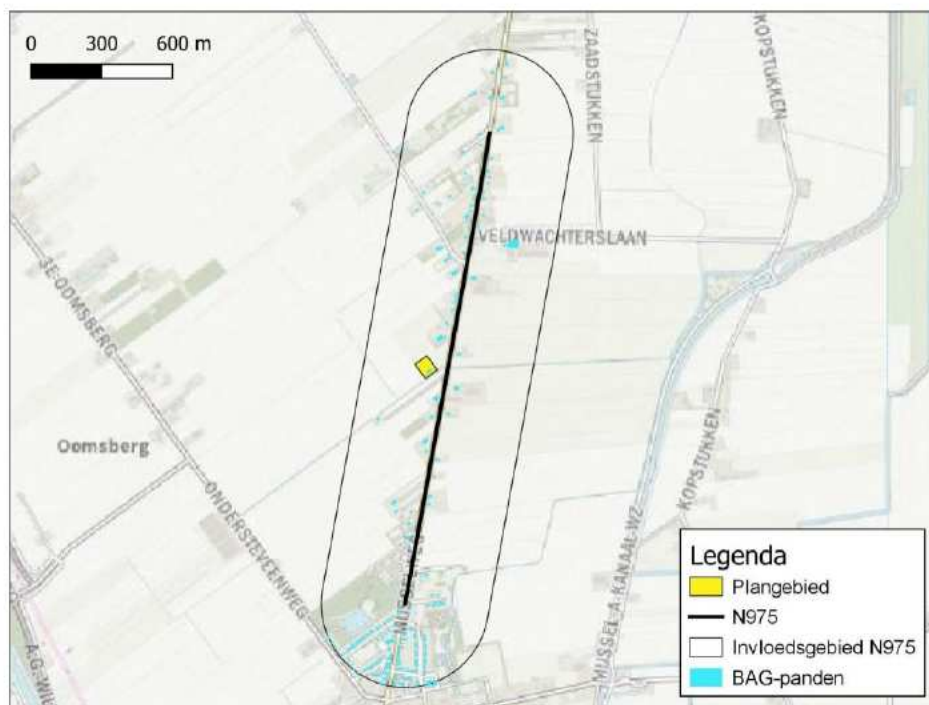 0 300 600 m
ZAADSTUKKEN
KOPSTUKKEN
VELDWACHTERSLAAN
3E OOMSBERG
Oomsberg
ONDERSTEVEENWEG
KOPSTUKKEN
MUSSEL-A-KANAAL WZ
Legenda
Plangebied
N975
Invloedsgebied N975
BAG-panden